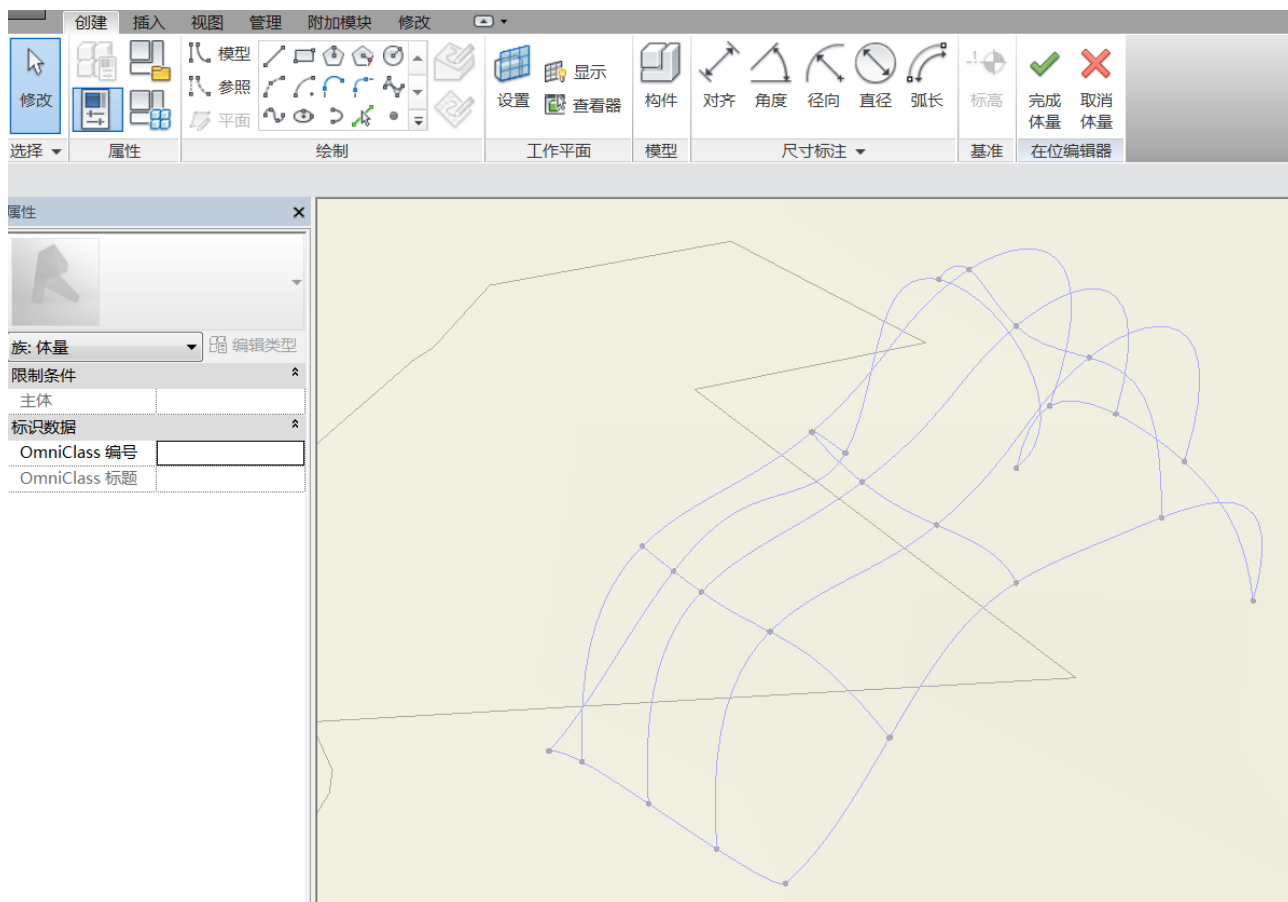 创建 插入 视图 管理 附加模块 修改
修改
模型
参照
平面
设置
显示
查看器
构件
对齐 角度 径向 直径 弧长
标高
完成
体量
取消
体量
选择 属性 绘制 工作平面 模型 尺寸标注 基准 在位编辑器
属性
族: 体量 编辑类型
限制条件
主体
标识数据
OmniClass 编号
OmniClass 标题